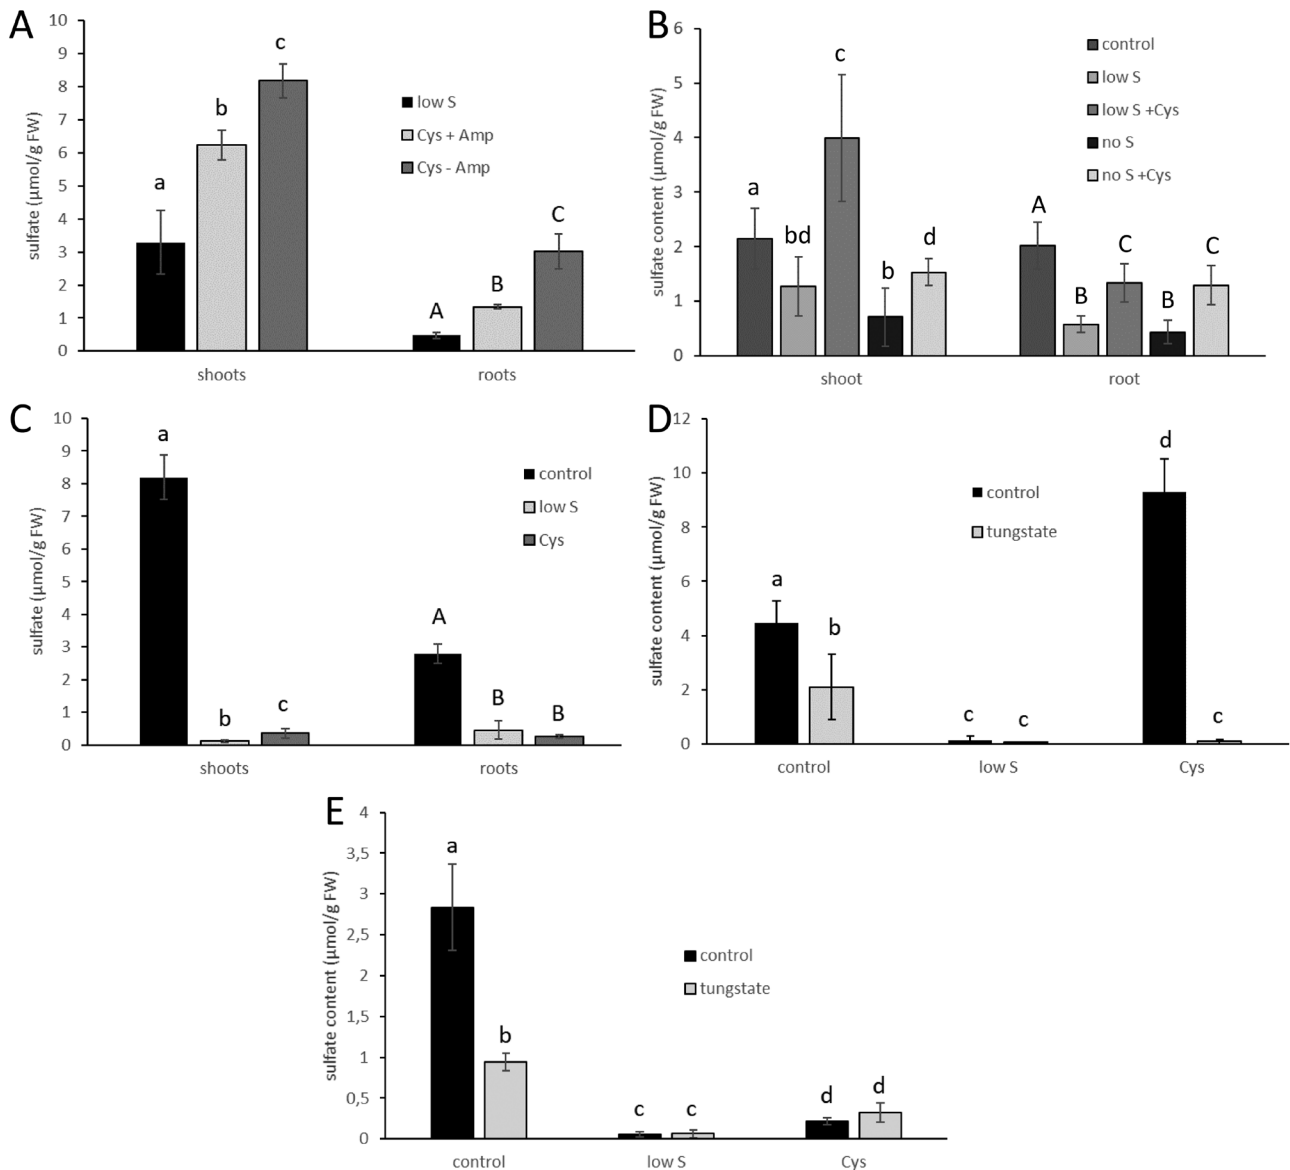 A
10
9
8
7
6
5
4
3
2
1
0
sulfate (µmol/g FW)
a
b
c
A
B
C
shoots
roots
low S
Cys + Amp
Cys - Amp
B
6
5
4
3
2
1
0
sulfate content (µmol/g FW)
a
bd
c
b
d
A
B
C
B
C
shoot
root
control
low S
low S +Cys
no S
no S +Cys
C
10
9
8
7
6
5
4
3
2
1
0
sulfate (µmol/g FW)
a
b
c
A
B
B
shoots
roots
control
low S
Cys
D
12
10
8
6
4
2
0
sulfate content (µmol/g FW)
a
b
c
c
d
c
control
low S
Cys
control
tungstate
E
4
3,5
3
2,5
2
1,5
1
0,5
0
sulfate content (µmol/g FW)
a
b
c
c
d
d
control
low S
Cys
control
tungstate